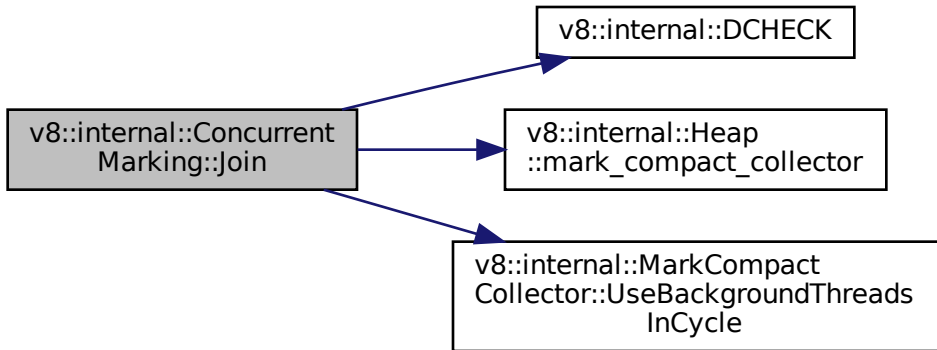 v8::internal::DCHECK
v8::internal::Concurrent
Marking::Join
v8::internal::Heap
::mark_compact_collector
v8::internal::MarkCompact
Collector::UseBackgroundThreads
InCycle